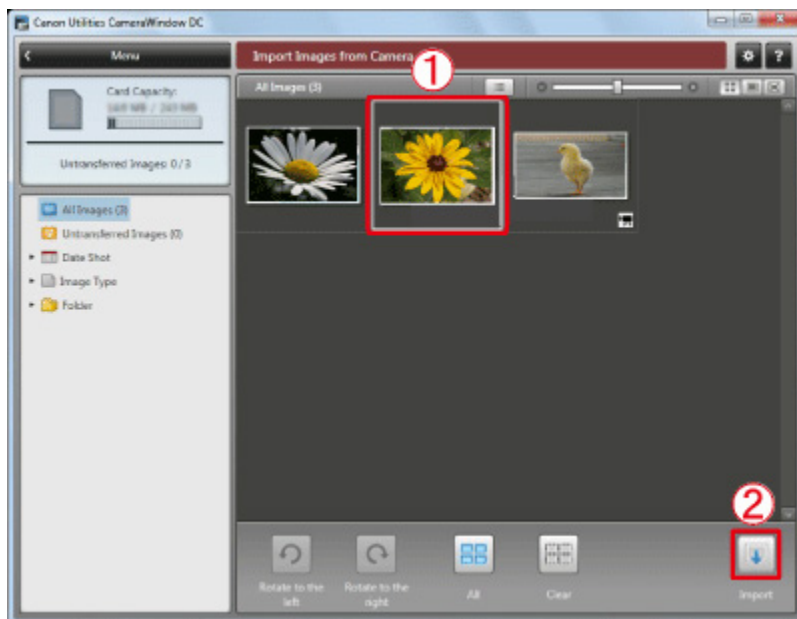 Canon Utilities CameraWindow DC
Menu
Import Images from Camera
?
Card Capacity:
Untransferred Images: 0 / 3
All Images (3)
1
All Images (3)
Untransferred Images (0)
Date Shot
Image Type
Folder
2
Rotate to the
left
Rotate to the
right
All
Clear
Import